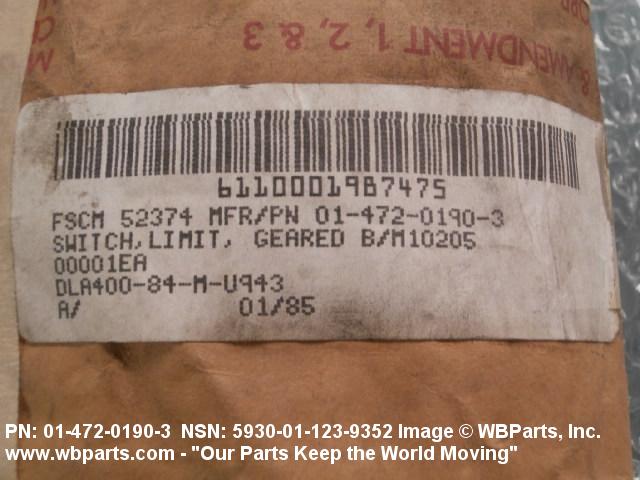 & AMENDMENT 1, 2, & 3
6110001987475
FSCM 52374 MFR/PN 01-472-0190-3
SWITCH,LIMIT, GEARED B/M10205
00001EA
DLA400-84-M-U943
A/ 01/85
PN: 01-472-0190-3 NSN: 5930-01-123-9352 Image © WBParts, Inc.
www.wbparts.com - "Our Parts Keep the World Moving"